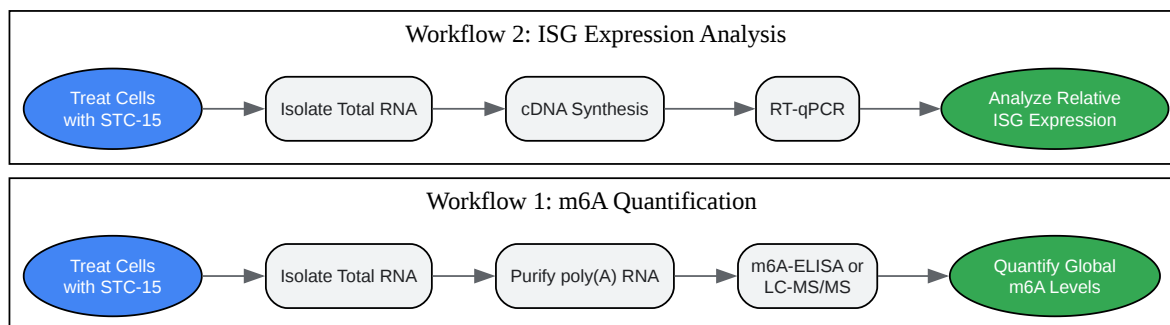 Workflow 2: ISG Expression Analysis
Treat Cells
with STC-15
Isolate Total RNA
cDNA Synthesis
RT-qPCR
Analyze Relative
ISG Expression
Workflow 1: m6A Quantification
Treat Cells
with STC-15
Isolate Total RNA
Purify poly(A) RNA
m6A-ELISA or
LC-MS/MS
Quantify Global
m6A Levels